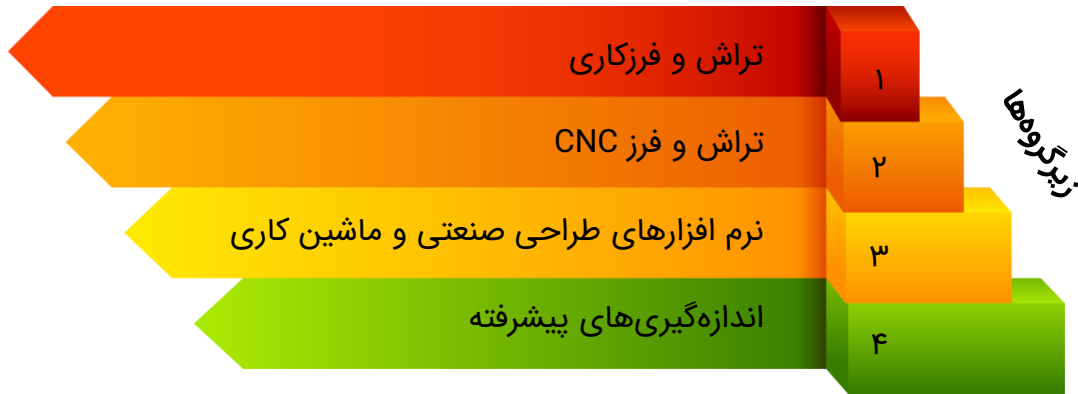 زیرگروه‌ها
۱
تراش و فرزکاری
۲
تراش و فرز CNC
۳
نرم افزارهای طراحی صنعتی و ماشین کاری
۴
اندازه‌گیری‌های پیشرفته